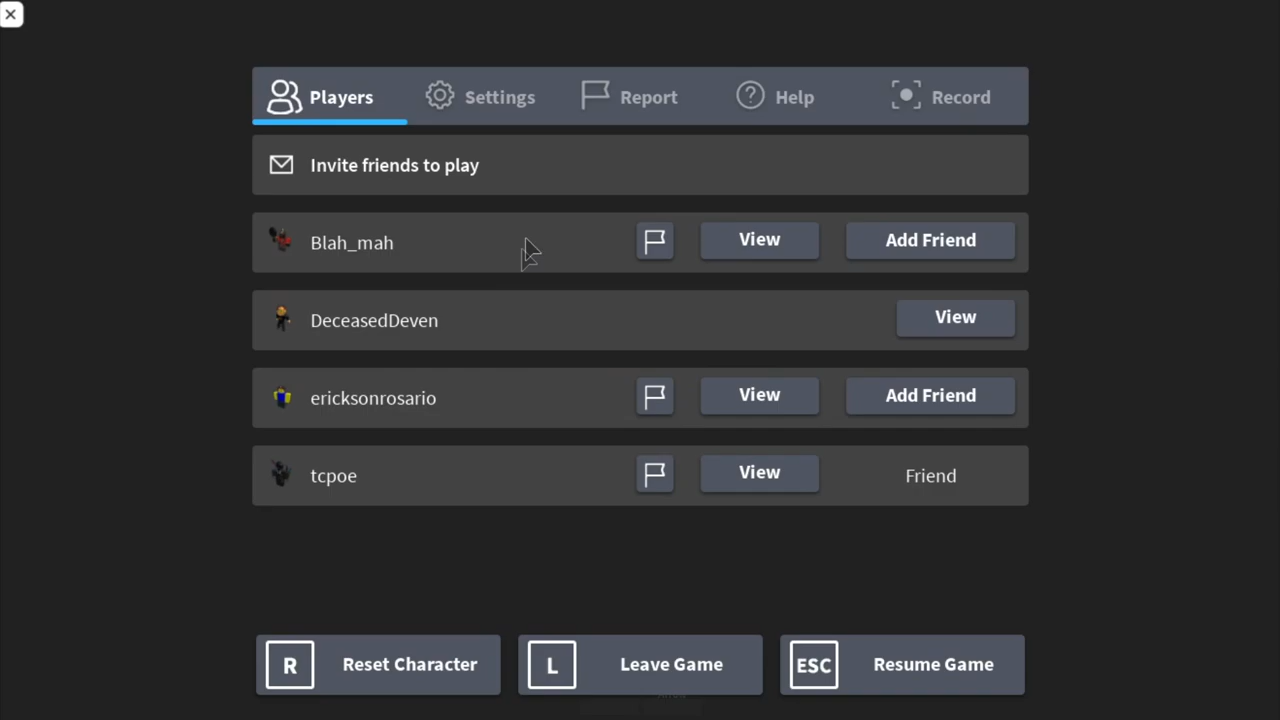 Players
Settings
Report
Help
Record
Invite friends to play
Blah_mah
View
Add Friend
DeceasedDeven
View
ericksonrosario
View
Add Friend
tcpoe
View
Friend
R
Reset Character
L
Leave Game
ESC
Resume Game